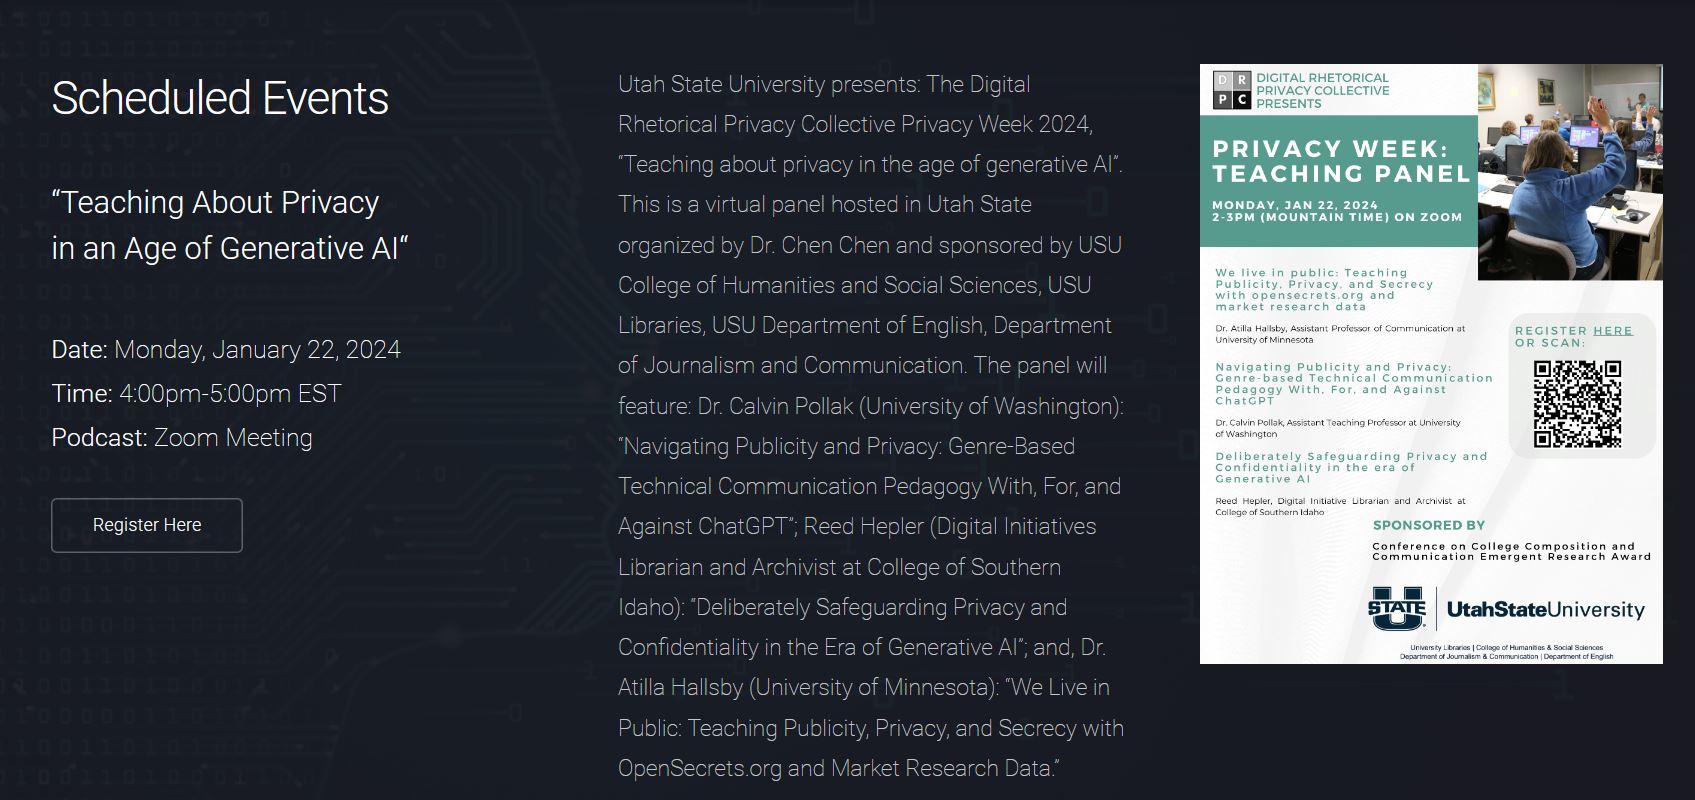 Scheduled Events
“Teaching About Privacy
in an Age of Generative AI“
Date: Monday, January 22, 2024
Time: 4:00pm-5:00pm EST
Podcast: Zoom Meeting
Register Here
Utah State University presents: The Digital
Rhetorical Privacy Collective Privacy Week 2024,
“Teaching about privacy in the age of generative AI”.
This is a virtual panel hosted in Utah State
organized by Dr. Chen Chen and sponsored by USU
College of Humanities and Social Sciences, USU
Libraries, USU Department of English, Department
of Journalism and Communication. The panel will
feature: Dr. Calvin Pollak (University of Washington):
“Navigating Publicity and Privacy: Genre-Based
Technical Communication Pedagogy With, For, and
Against ChatGPT”; Reed Hepler (Digital Initiatives
Librarian and Archivist at College of Southern
Idaho): “Deliberately Safeguarding Privacy and
Confidentiality in the Era of Generative AI”; and, Dr.
Atilla Hallsby (University of Minnesota): “We Live in
Public: Teaching Publicity, Privacy, and Secrecy with
OpenSecrets.org and Market Research Data.”
D R
P C
DIGITAL RHETORICAL
PRIVACY COLLECTIVE
PRESENTS
PRIVACY WEEK:
TEACHING PANEL
MONDAY, JAN 22, 2024
2-3PM (MOUNTAIN TIME) ON ZOOM
We live in public: Teaching
Publicity, Privacy, and Secrecy
with opensecrets.org and
market research data
Dr. Atilla Hallsby, Assistant Professor of Communication at
University of Minnesota
Navigating Publicity and Privacy:
Genre-based Technical Communication
Pedagogy With, For, and Against
ChatGPT
Dr. Calvin Pollak, Assistant Teaching Professor at University
of Washington
Deliberately Safeguarding Privacy and
Confidentiality in the era of
Generative AI
Reed Hepler, Digital Initiative Librarian and Archivist at
College of Southern Idaho
REGISTER HERE
OR SCAN:
SPONSORED BY
Conference on College Composition and
Communication Emergent Research Award
U STATE
UtahStateUniversity
University Libraries | College of Humanities & Social Sciences
Department of Journalism & Communication | Department of English